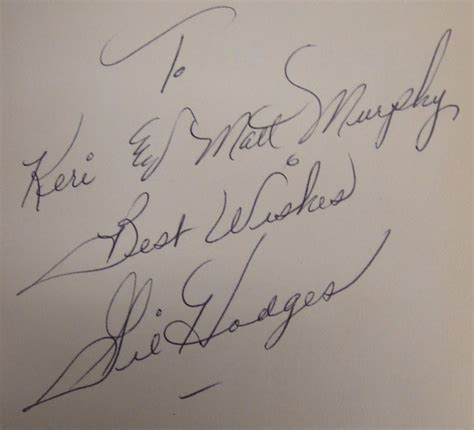 To
Keri & Matt Murphy
Best Wishes
Gil Hodges